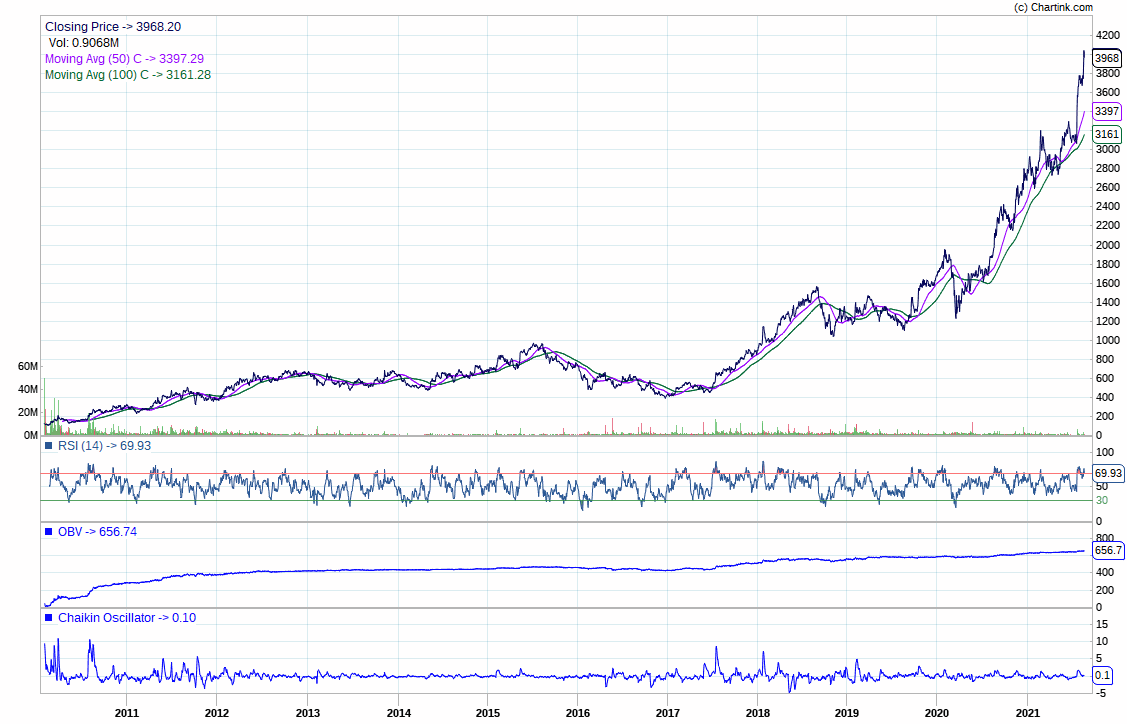 (c) Chartink.com
Closing Price -> 3968.20
Vol: 0.9068M
Moving Avg (50) C -> 3397.29
Moving Avg (100) C -> 3161.28
4200
3968
3800
3600
3397
3161
3000
2800
2600
2400
2200
2000
1800
1600
1400
1200
1000
800
600
400
200
0
60M
40M
20M
0M
RSI (14) -> 69.93
100
69.93
50
30
0
OBV -> 656.74
800
656.7
400
200
0
Chaikin Oscillator -> 0.10
15
10
5
0.1
-5
2011 2012 2013 2014 2015 2016 2017 2018 2019 2020 2021